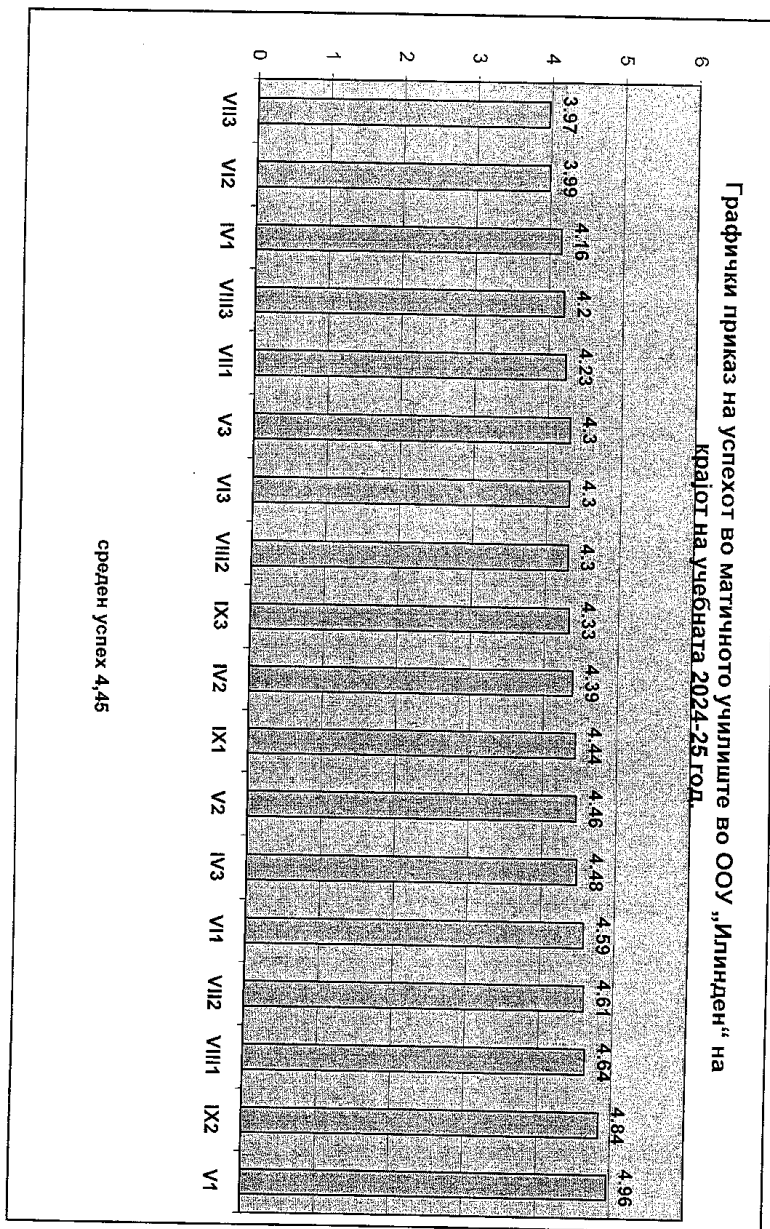 Графички приказ на успехот во матичното училиште во ООУ „Илинден“ на
крајот на учебната 2024-25 год.
6
5
4
3
2
1
0
3.97
3.99
4.16
4.2
4.23
4.3
4.3
4.3
4.33
4.39
4.44
4.46
4.48
4.59
4.61
4.64
4.84
4.96
VII3
VI2
IV1
VIII3
VII1
V3
VI3
VIII2
IX3
IV2
IX1
V2
IV3
VI1
VII2
VIII1
IX2
V1
среден успех 4,45